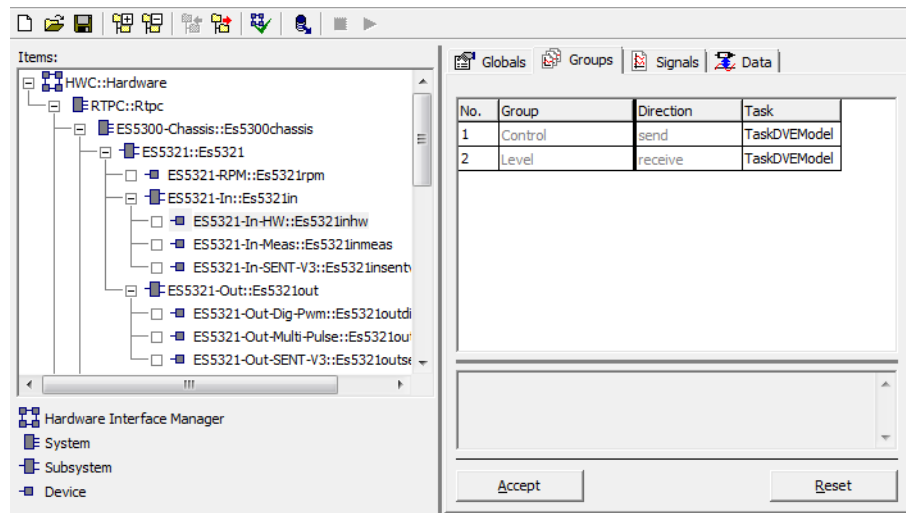 Items:
HWC::Hardware
RTPC::Rtpc
ES5300-Chassis::Es5300chassis
ES5321::Es5321
ES5321-RPM::Es5321rpm
ES5321-In::Es5321in
ES5321-In-HW::Es5321inhw
ES5321-In-Meas::Es5321inmeas
ES5321-In-SENT-V3::Es5321insentv
ES5321-Out::Es5321out
ES5321-Out-Dig-Pwm::Es5321outdi
ES5321-Out-Multi-Pulse::Es5321ou
ES5321-Out-SENT-V3::Es5321outse
Hardware Interface Manager
System
Subsystem
Device
Globals Groups Signals Data
No. Group Direction Task
1 Control send TaskDVEModel
2 Level receive TaskDVEModel
Accept Reset